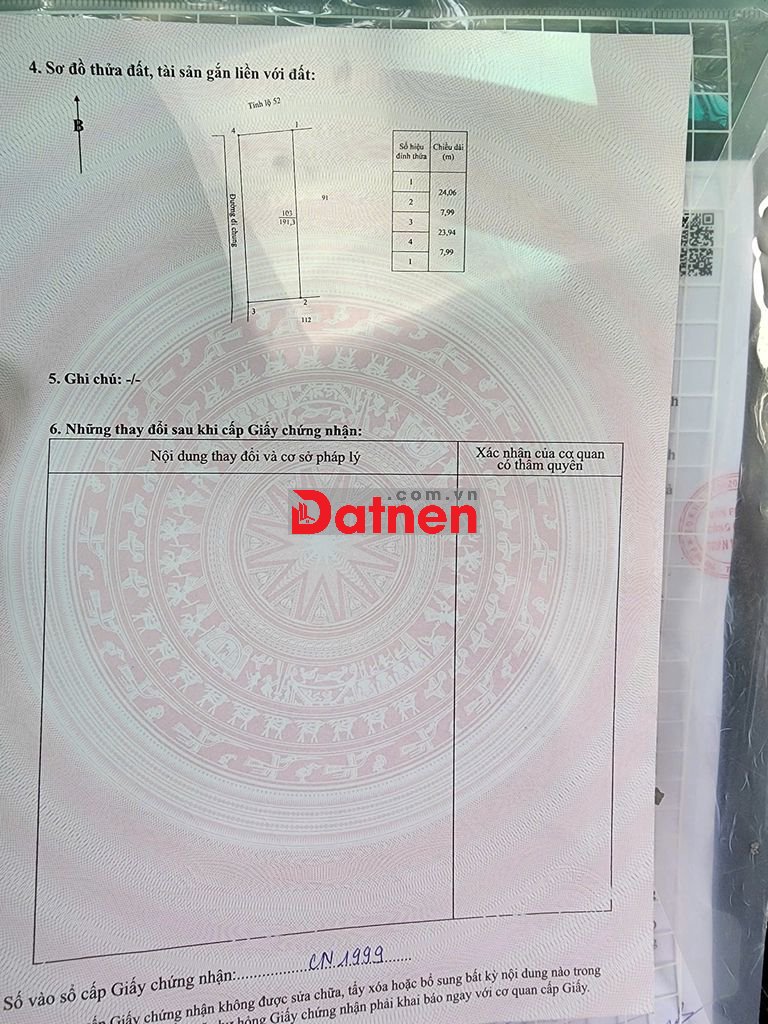 4. Sơ đồ thửa đất, tài sản gắn liền với đất:
B
Tỉnh lộ 52
4
1
Đường đi chung
103
191,3
91
3
2
112
Số hiệu đỉnh thửa
Chiều dài (m)
1
24,06
2
7,99
3
23,94
4
7,99
1
5. Ghi chú: -/-
6. Những thay đổi sau khi cấp Giấy chứng nhận:
Nội dung thay đổi và cơ sở pháp lý
Xác nhận của cơ quan
có thẩm quyền
.com.vn
Datnen
Số vào sổ cấp Giấy chứng nhận:....................CN1999.......
Giấy chứng nhận không được sửa chữa, tẩy xóa hoặc bổ sung bất kỳ nội dung nào trong
hư hỏng Giấy chứng nhận phải khai báo ngay với cơ quan cấp Giấy.